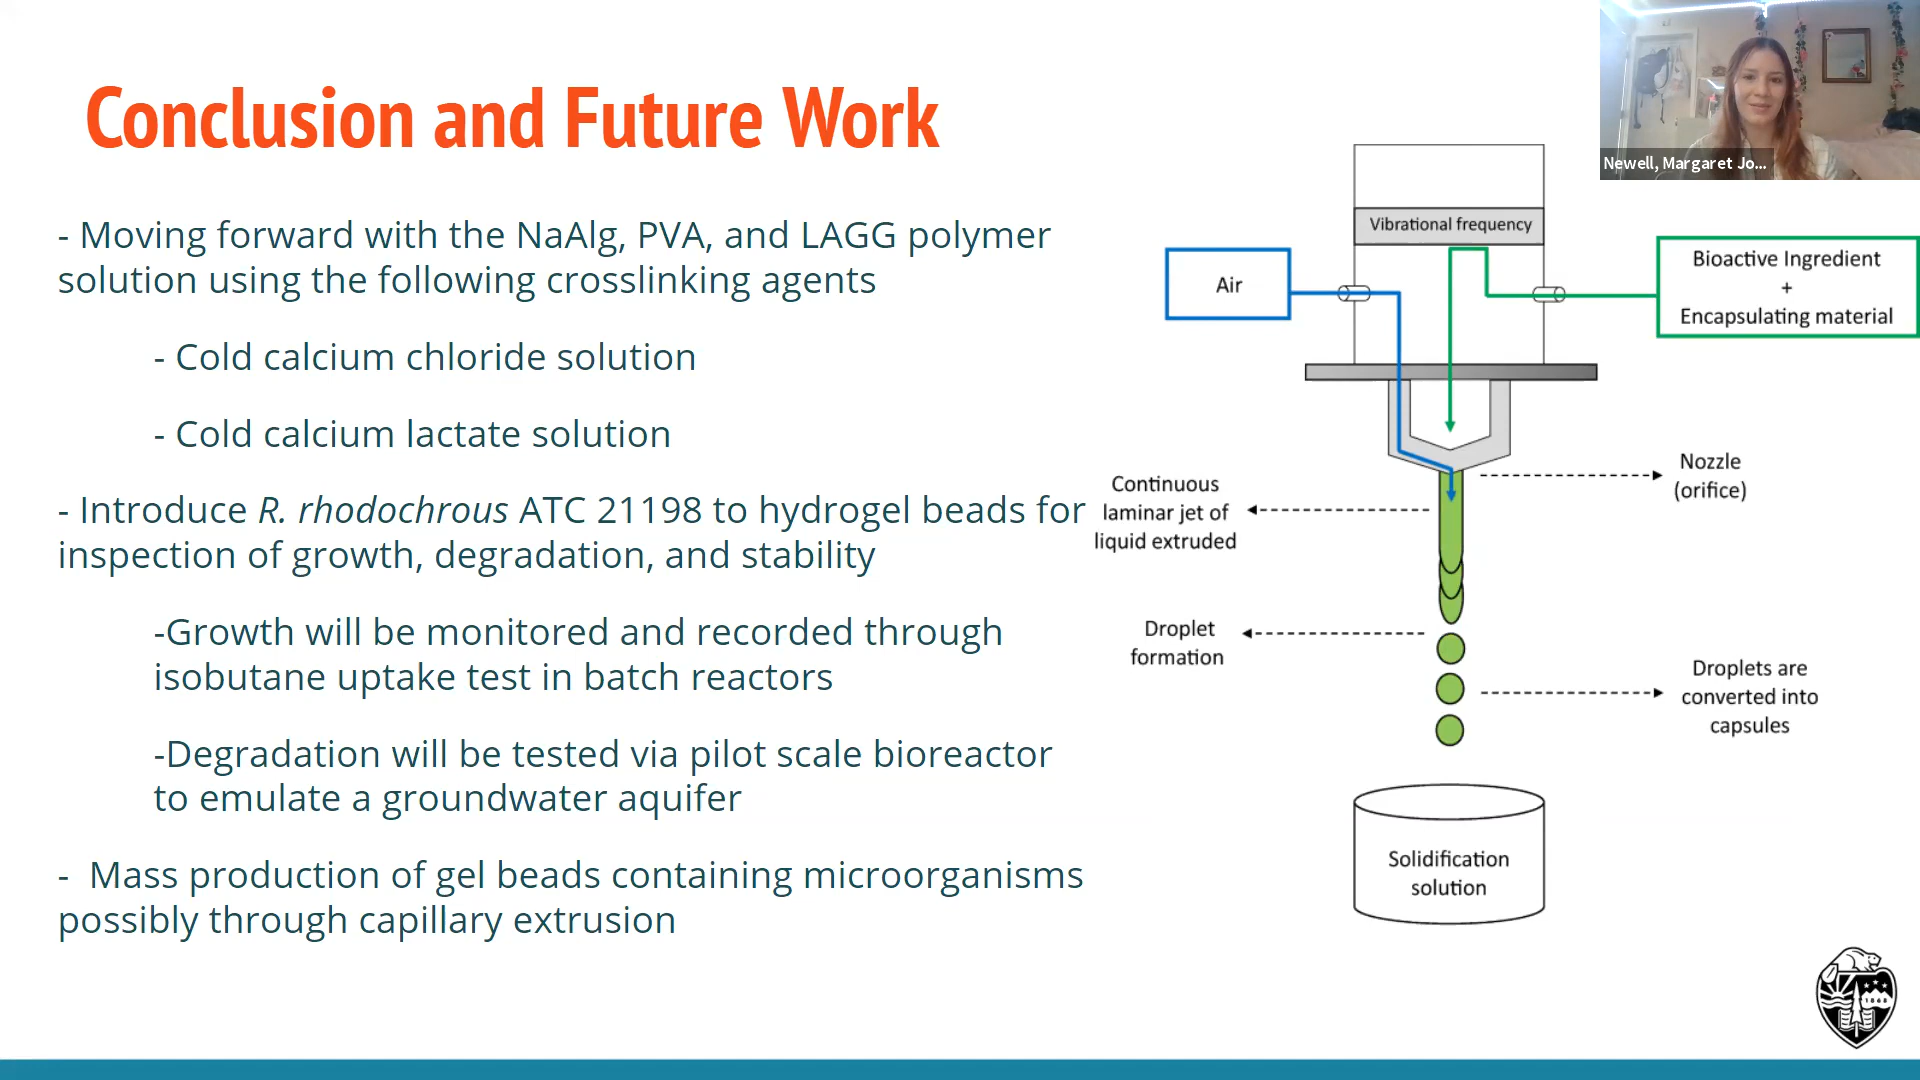 Conclusion and Future Work
Newell, Margaret Jo...
- Moving forward with the NaAlg, PVA, and LAGG polymer
solution using the following crosslinking agents
- Cold calcium chloride solution
- Cold calcium lactate solution
- Introduce R. rhodochrous ATC 21198 to hydrogel beads for
inspection of growth, degradation, and stability
-Growth will be monitored and recorded through
isobutane uptake test in batch reactors
-Degradation will be tested via pilot scale bioreactor
to emulate a groundwater aquifer
- Mass production of gel beads containing microorganisms
possibly through capillary extrusion
Vibrational frequency
Air
Bioactive Ingredient
+
Encapsulating material
Nozzle
(orifice)
Continuous
laminar jet of
liquid extruded
Droplet
formation
Droplets are
converted into
capsules
Solidification
solution
1868